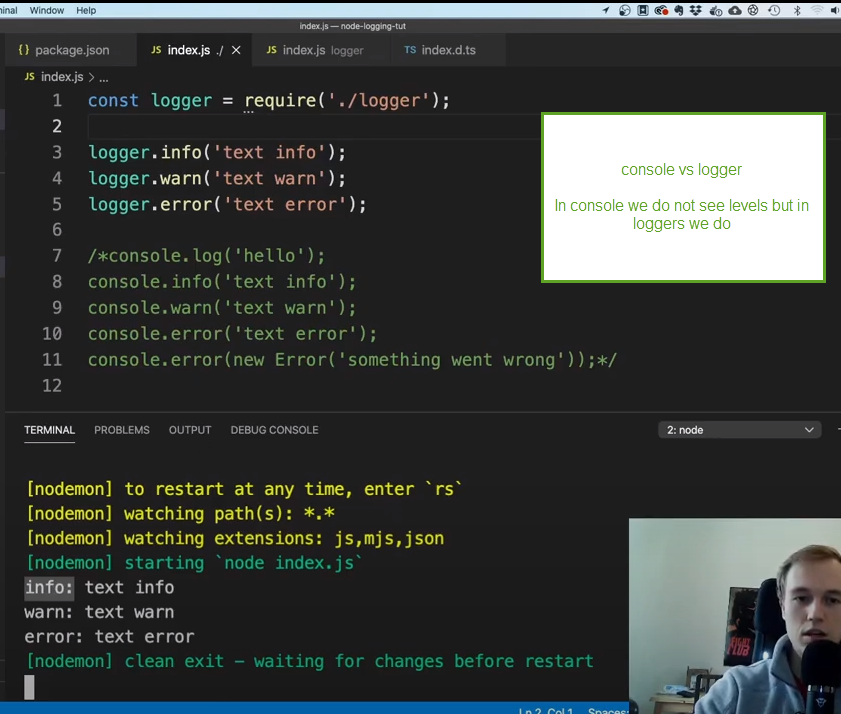 minal Window Help
index.js — node-logging-tut
{} package.json JS index.js ./ × JS index.js logger TS index.d.ts
JS index.js > ...
1 const logger = require('./logger');
2
3 logger.info('text info');
4 logger.warn('text warn');
5 logger.error('text error');
6
7 /*console.log('hello');
8 console.info('text info');
9 console.warn('text warn');
10 console.error('text error');
11 console.error(new Error('something went wrong'));*/
12
console vs logger
In console we do not see levels but in
loggers we do
TERMINAL PROBLEMS OUTPUT DEBUG CONSOLE 2: node
[nodemon] to restart at any time, enter `rs`
[nodemon] watching path(s): *.*
[nodemon] watching extensions: js,mjs,json
[nodemon] starting `node index.js`
info: text info
warn: text warn
error: text error
[nodemon] clean exit – waiting for changes before restart
FIGHT CLUB
Ln 2, Col 1 Spaces: